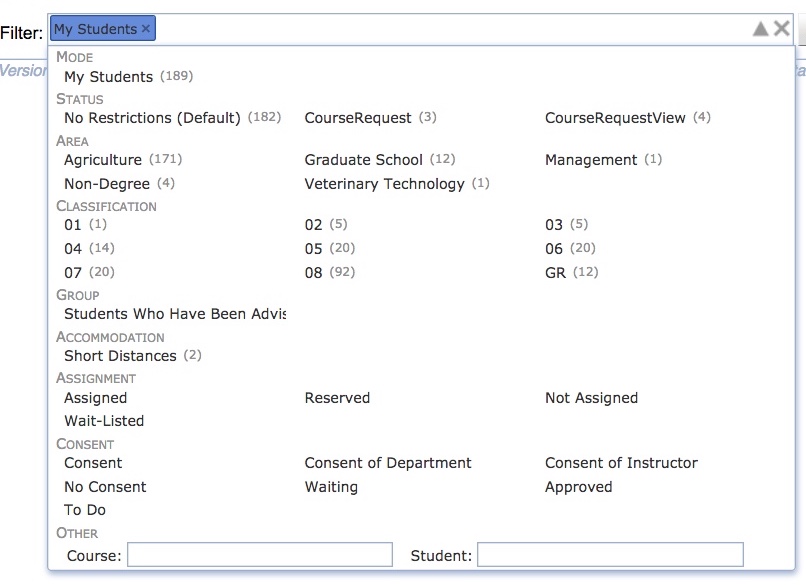 Filter: My Students ×
Version
MODE
My Students (189)
STATUS
No Restrictions (Default) (182) CourseRequest (3) CourseRequestView (4)
AREA
Agriculture (171) Graduate School (12) Management (1)
Non-Degree (4) Veterinary Technology (1)
CLASSIFICATION
01 (1) 02 (5) 03 (5)
04 (14) 05 (20) 06 (20)
07 (20) 08 (92) GR (12)
GROUP
Students Who Have Been Advis
ACCOMMODATION
Short Distances (2)
ASSIGNMENT
Assigned Reserved Not Assigned
Wait-Listed
CONSENT
Consent Consent of Department Consent of Instructor
No Consent Waiting Approved
To Do
OTHER
Course: Student: